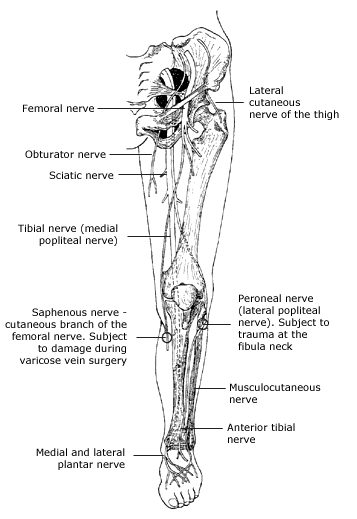 Femoral nerve
Lateral
cutaneous
nerve of the thigh
Obturator nerve
Sciatic nerve
Tibial nerve (medial
popliteal nerve)
Saphenous nerve -
cutaneous branch of the
femoral nerve. Subject
to damage during
varicose vein surgery
Peroneal nerve
(lateral popliteal
nerve). Subject to
trauma at the
fibula neck
Musculocutaneous
nerve
Anterior tibial
nerve
Medial and lateral
plantar nerve